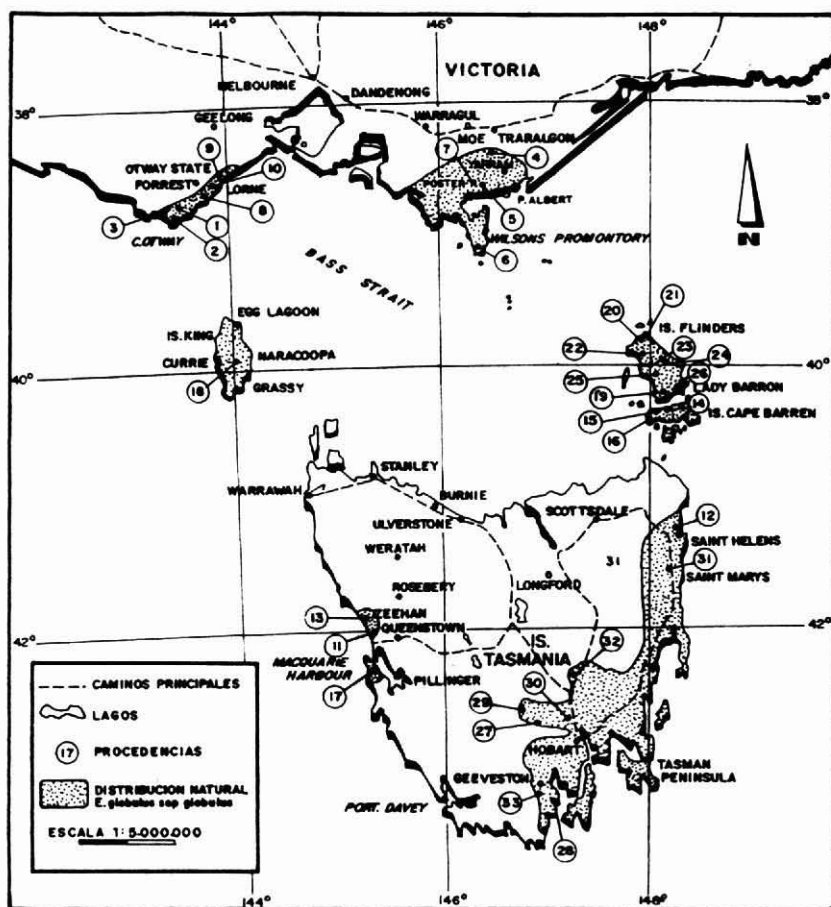 144°
146°
148°
VICTORIA
MELBOURNE
DANDENONG
38°
38°
GEELONG
WARRAGUL
MOE
TRARALGON
9
7
4
OTWAY STATE
10
FORREST
LORNE
FOSTER
P. ALBERT
8
5
3
1
C.OTWAY
2
WILSONS PROMONTORY
6
N
BASS STRAIT
21
20
EGG LAGOON
IS. FLINDERS
IS. KING
22
23
24
CURRIE
NARACOOPA
40°
25
26
40°
18
GRASSY
19
LADY BARRON
14
15
IS. CAPE BARREN
16
STANLEY
WARRAWAH
BURNIE
SCOTTSDALE
12
ULVERSTONE
SAINT HELENS
WERATAH
31
31
LONGFORD
SAINT MARYS
ROSEBERY
13
ZEEHAN
42°
11
QUEENSTOWN
42°
IS.
TASMANIA
32
MACQUARIE
HARBOUR
17
PILLINGER
30
29
27
HOBART
GEEVESTON
TASMAN
PENINSULA
PORT. DAVEY
33
28
CAMINOS PRINCIPALES
LAGOS
17 PROCEDENCIAS
DISTRIBUCION NATURAL
E. globulus ssp globulus
ESCALA 1: 5.000.000
144°
146°
148°